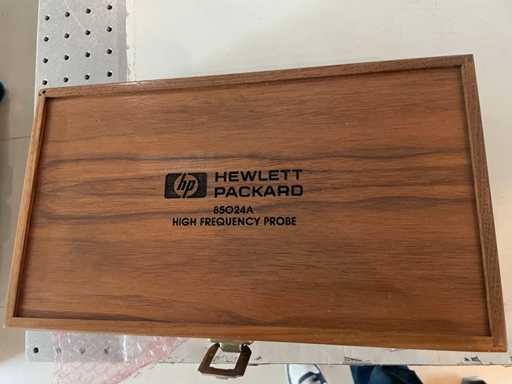 hp HEWLETT
PACKARD
85024A
HIGH FREQUENCY PROBE